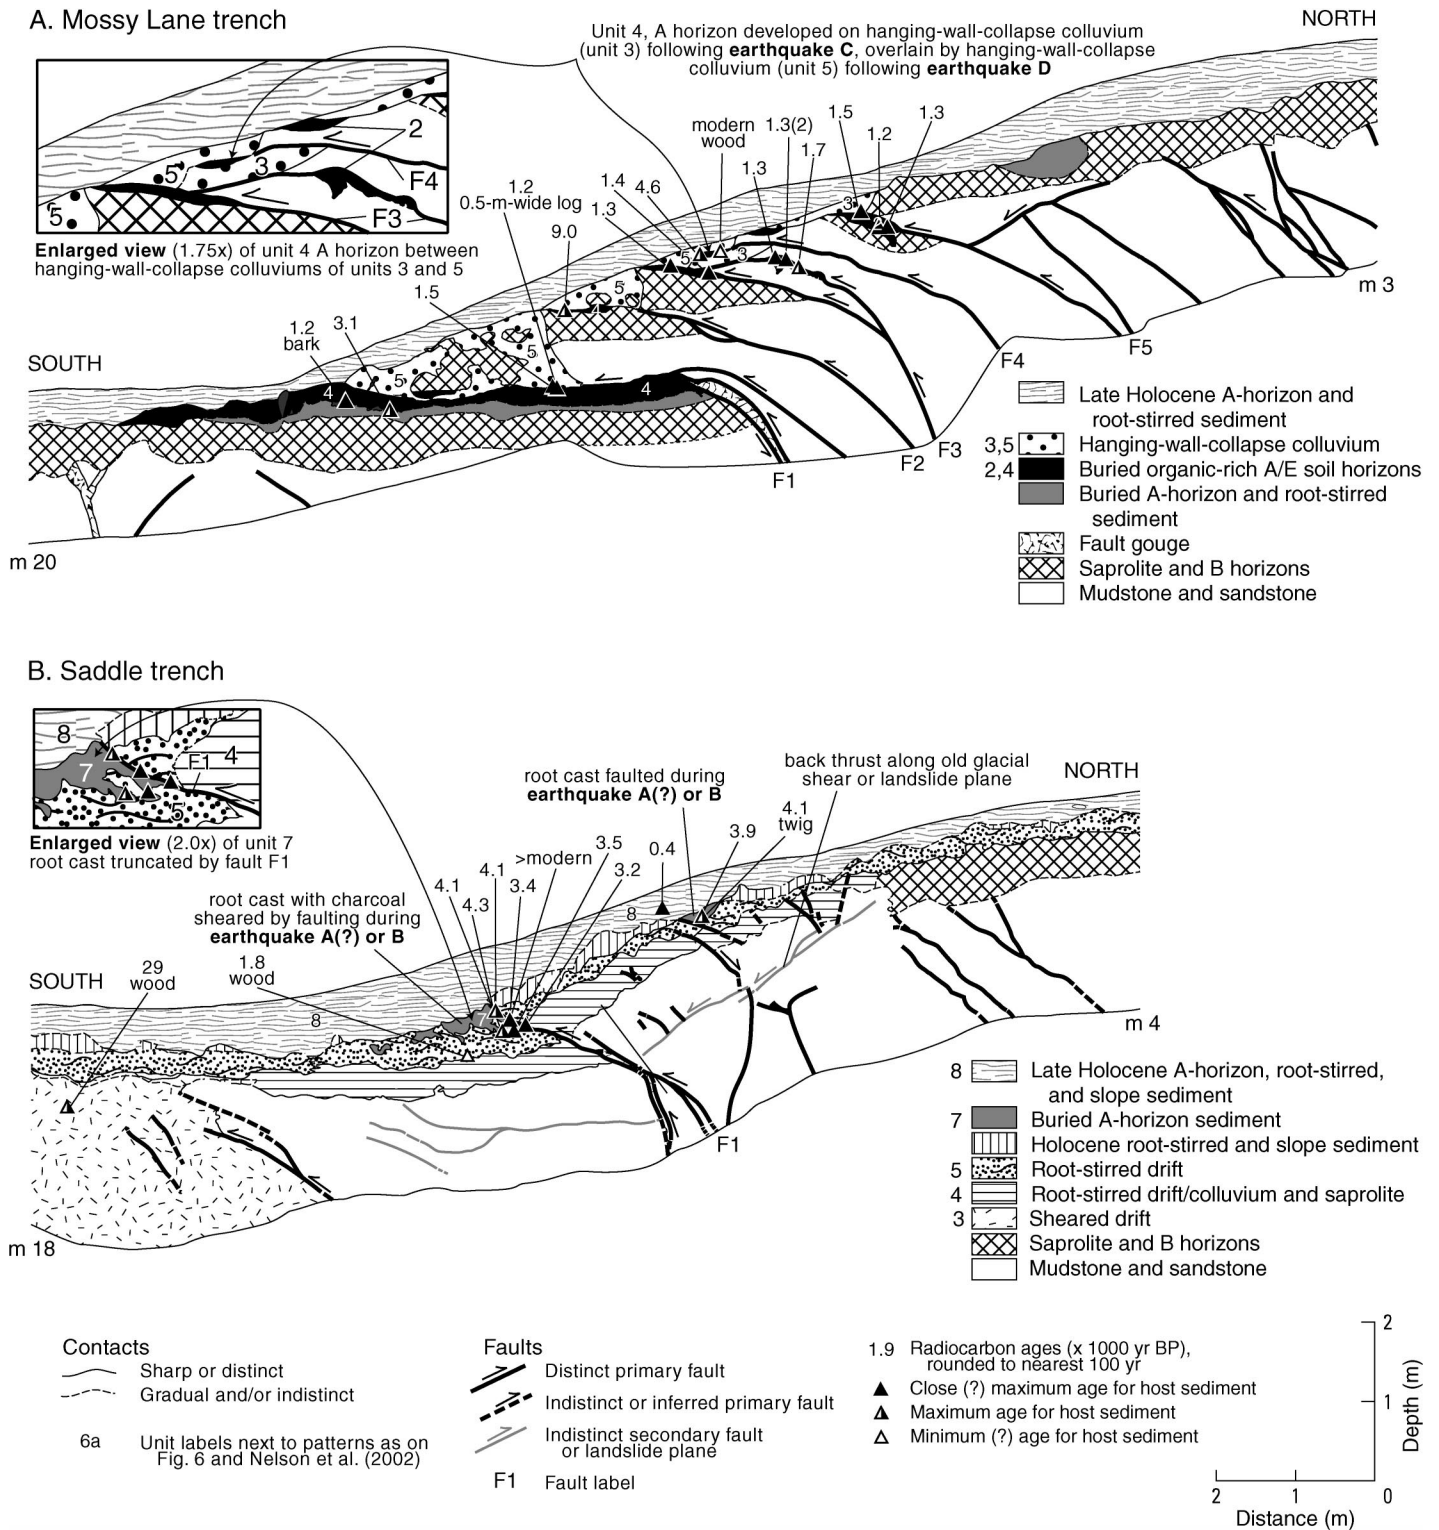 A. Mossy Lane trench
NORTH
Unit 4, A horizon developed on hanging-wall-collapse colluvium
(unit 3) following earthquake C, overlain by hanging-wall-collapse
colluvium (unit 5) following earthquake D
2
3
5
F4
5
F3
Enlarged view (1.75x) of unit 4 A horizon between
hanging-wall-collapse colluviums of units 3 and 5
modern
wood
1.3(2)
1.5
1.3
1.2
1.7
1.3
1.4
4.6
1.2
0.5-m-wide log
1.3
9.0
1.5
1.2
bark
3.1
3
2
5
3
5
4
5
5
4
4
SOUTH
m 3
F5
F4
F3
F2
F1
m 20
Late Holocene A-horizon and
root-stirred sediment
3,5 Hanging-wall-collapse colluvium
2,4 Buried organic-rich A/E soil horizons
Buried A-horizon and root-stirred
sediment
Fault gouge
Saprolite and B horizons
Mudstone and sandstone
B. Saddle trench
8
4
7
F1
5
Enlarged view (2.0x) of unit 7
root cast truncated by fault F1
root cast with charcoal
sheared by faulting during
earthquake A(?) or B
root cast faulted during
earthquake A(?) or B
back thrust along old glacial
shear or landslide plane
NORTH
4.1
twig
3.9
0.4
3.5
3.2
>modern
4.1
3.4
4.1
4.3
SOUTH
29
wood
1.8
wood
8
8
7
m 4
F1
m 18
8 Late Holocene A-horizon, root-stirred,
and slope sediment
7 Buried A-horizon sediment
Holocene root-stirred and slope sediment
5 Root-stirred drift
4 Root-stirred drift/colluvium and saprolite
3 Sheared drift
Saprolite and B horizons
Mudstone and sandstone
Contacts
Sharp or distinct
Gradual and/or indistinct
6a Unit labels next to patterns as on
Fig. 6 and Nelson et al. (2002)
Faults
Distinct primary fault
Indistinct or inferred primary fault
Indistinct secondary fault
or landslide plane
F1 Fault label
1.9 Radiocarbon ages (x 1000 yr BP),
rounded to nearest 100 yr
Close (?) maximum age for host sediment
Maximum age for host sediment
Minimum (?) age for host sediment
2
1
0
Depth (m)
2 1
Distance (m)